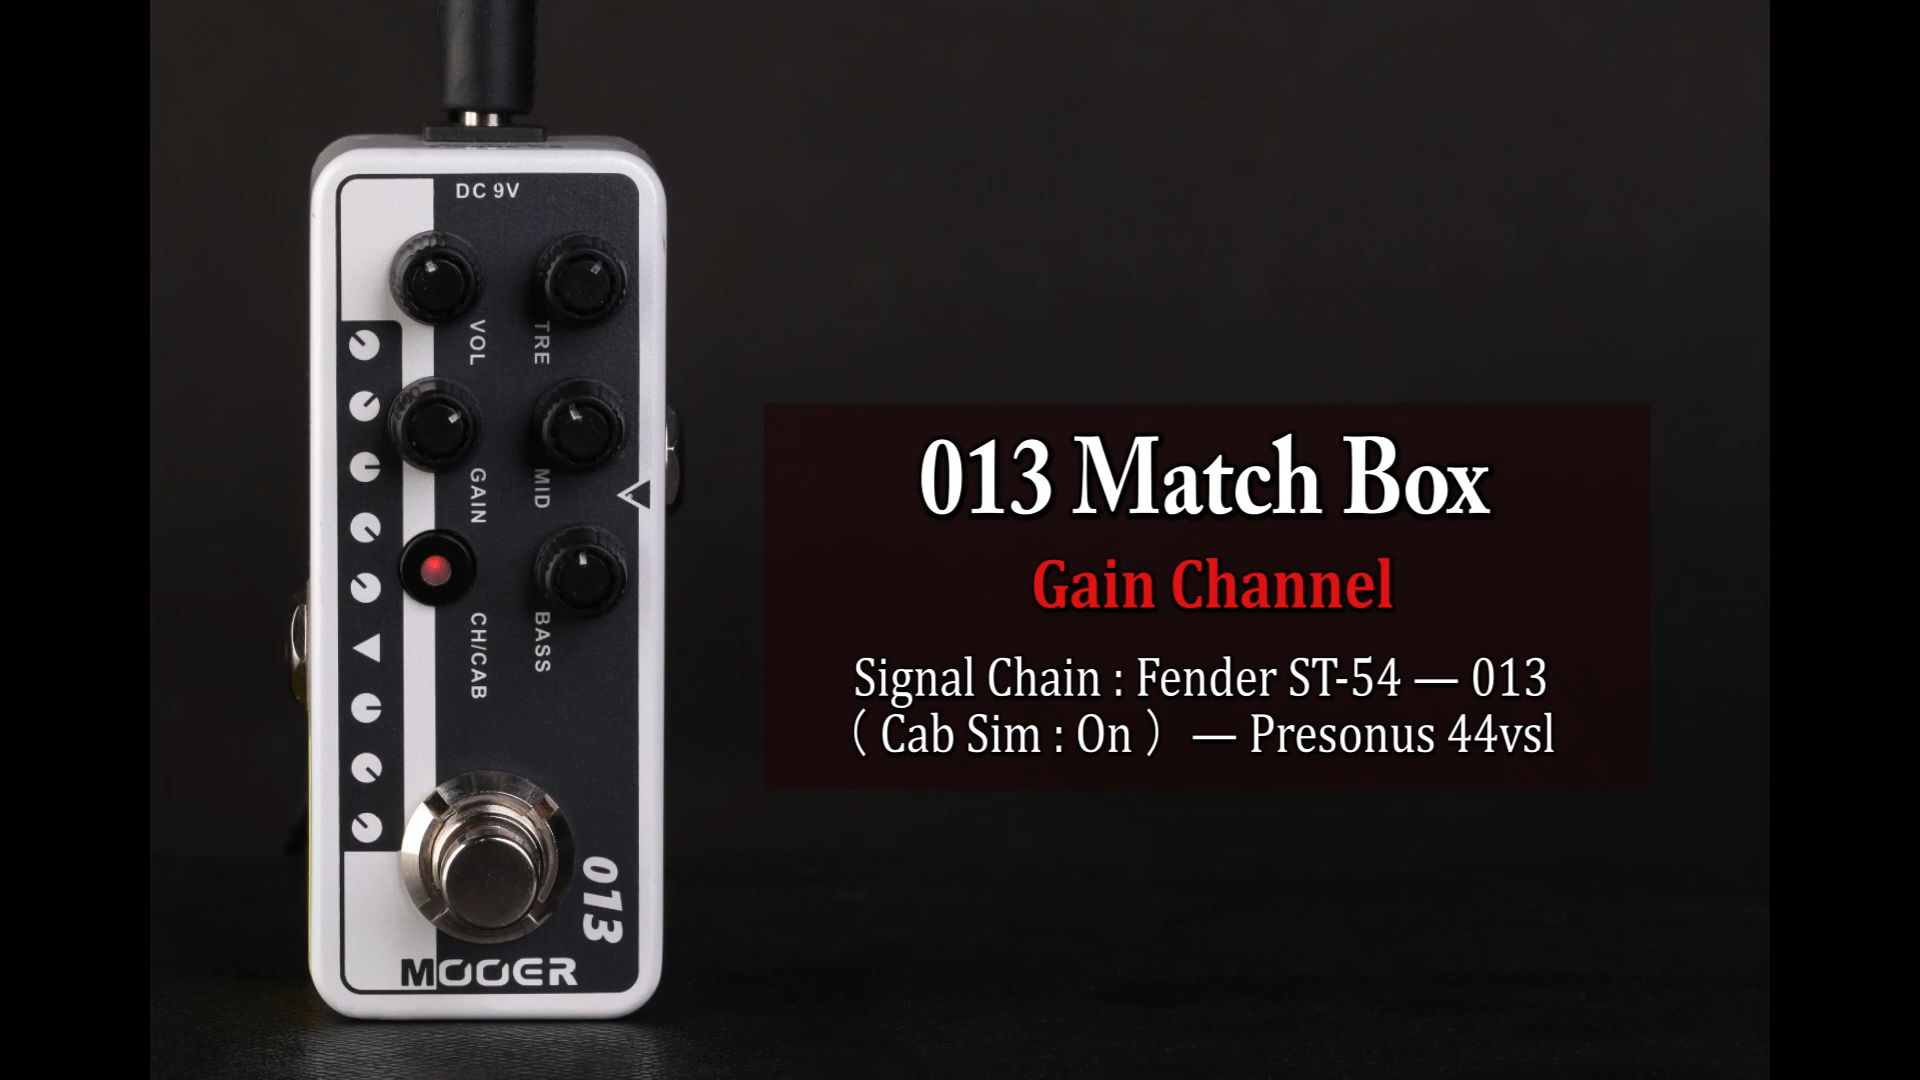 DC 9V
VOL
TRE
GAIN
MID
CH/CAB
BASS
013
MOOER
013 Match Box
Gain Channel
Signal Chain : Fender ST-54 — 013
( Cab Sim : On ) — Presonus 44vsl